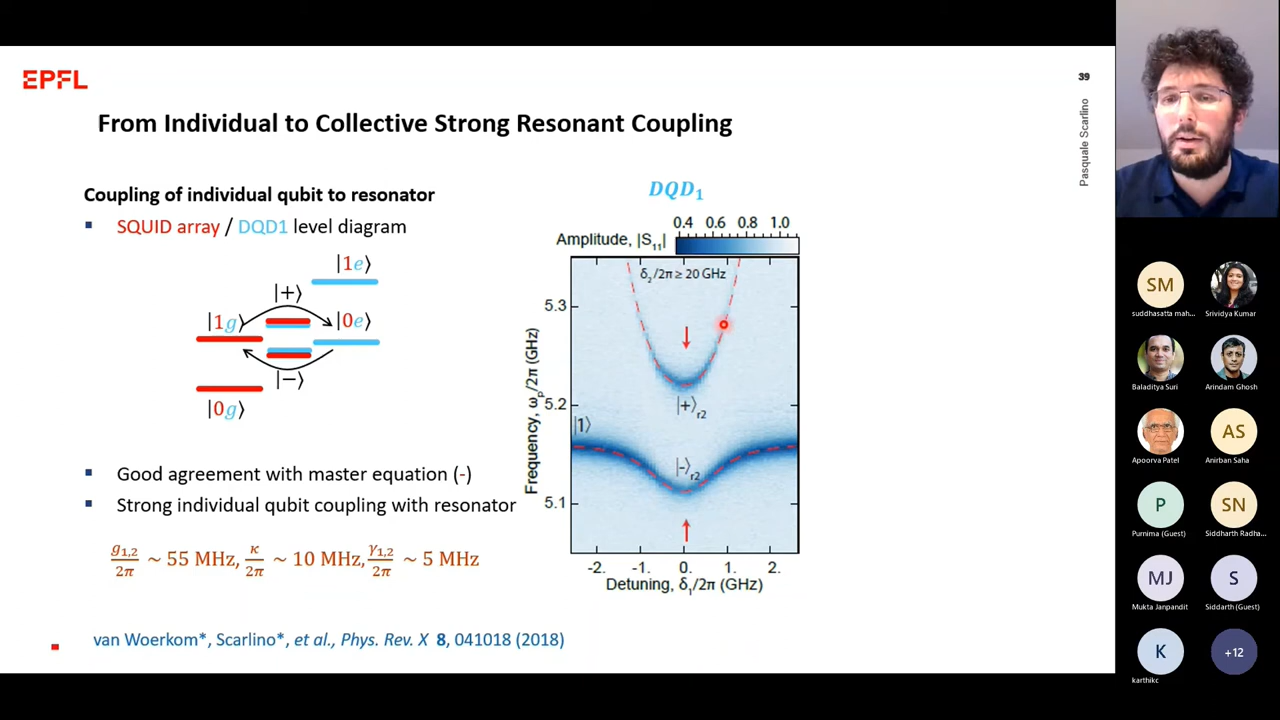 EPFL
39
Pasquale Scarlino
From Individual to Collective Strong Resonant Coupling
Coupling of individual qubit to resonator
SQUID array / DQD1 level diagram
|1e⟩
|+⟩
|1g⟩
|0e⟩
|−⟩
|0g⟩
Good agreement with master equation (-)
Strong individual qubit coupling with resonator
g1,2/2π ~ 55 MHz, κ/2π ~ 10 MHz, γ1,2/2π ~ 5 MHz
van Woerkom*, Scarlino*, et al., Phys. Rev. X 8, 041018 (2018)
DQD1
0.4 0.6 0.8 1.0
Amplitude, |S11|
δ2/2π ≥ 20 GHz
5.3
5.2
5.1
Frequency, ωp/2π (GHz)
|1⟩
|+⟩r2
|-⟩r2
-2. -1. 0. 1. 2.
Detuning, δ1/2π (GHz)
SM
suddhasatta mah...
Srividya Kumar
Baladitya Suri
Arindam Ghosh
Apoorva Patel
AS
Anirban Saha
P
Purnima (Guest)
SN
Siddharth Radha...
MJ
Mukta Janpandit
S
Siddarth (Guest)
K
karthikc
+12